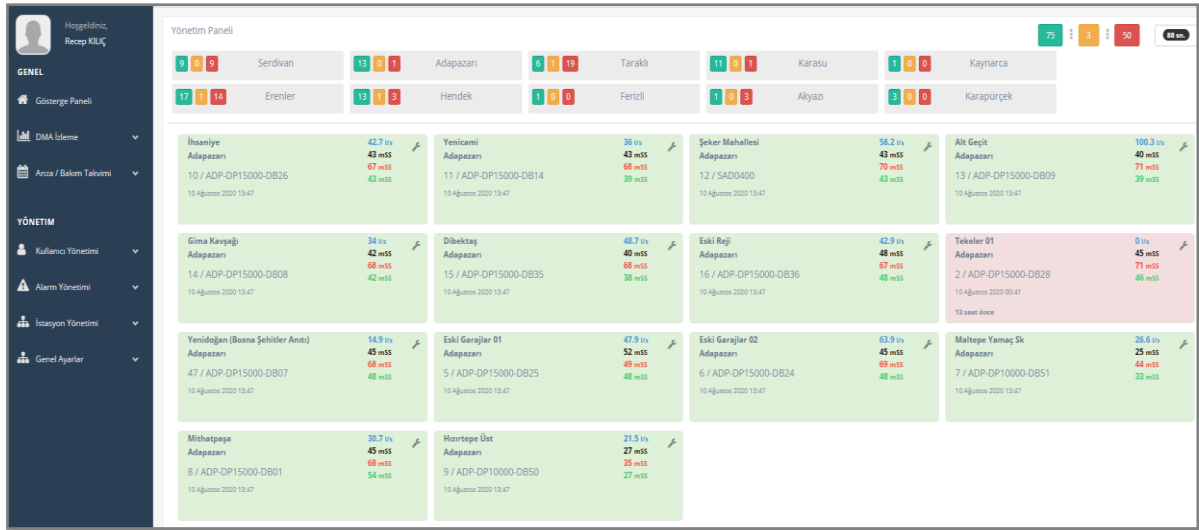 Hoşgeldiniz,
Recep KILIÇ
GENEL
Gösterge Paneli
DMA İzleme
Arıza / Bakım Takvimi
YÖNETIM
Kullanıcı Yönetimi
Alarm Yönetimi
İstasyon Yönetimi
Genel Ayarlar
Yönetim Paneli
75 3 50 88 sn.
9 0 9 Serdivan 13 0 1 Adapazarı 6 1 19 Taraklı 11 0 1 Karasu 1 0 0 Kaynarca
17 1 14 Erenler 13 1 3 Hendek 1 0 0 Ferizli 1 0 3 Akyazı 3 0 0 Karapürçek
İhsaniye 42.7 l/s
Adapazarı 43 mSS
67 mSS
10 / ADP-DP15000-DB26 43 mSS
10 Ağustos 2020 13:47
Yenicami 36 l/s
Adapazarı 43 mSS
68 mSS
11 / ADP-DP15000-DB14 39 mSS
10 Ağustos 2020 13:47
Şeker Mahallesi 58.2 l/s
Adapazarı 43 mSS
70 mSS
12 / SAD0400 43 mSS
10 Ağustos 2020 13:47
Alt Geçit 100.3 l/s
Adapazarı 40 mSS
71 mSS
13 / ADP-DP15000-DB09 39 mSS
10 Ağustos 2020 13:47
Gima Kavşağı 34 l/s
Adapazarı 42 mSS
68 mSS
14 / ADP-DP15000-DB08 42 mSS
10 Ağustos 2020 13:47
Dibektaş 48.7 l/s
Adapazarı 40 mSS
68 mSS
15 / ADP-DP15000-DB35 38 mSS
10 Ağustos 2020 13:47
Eski Reji 42.9 l/s
Adapazarı 48 mSS
67 mSS
16 / ADP-DP15000-DB36 48 mSS
10 Ağustos 2020 13:47
Tekeler 01 0 l/s
Adapazarı 45 mSS
71 mSS
2 / ADP-DP15000-DB28 46 mSS
10 Ağustos 2020 00:41
13 saat önce
Yenidoğan (Bosna Şehitler Anıtı) 14.9 l/s
Adapazarı 45 mSS
68 mSS
47 / ADP-DP15000-DB07 48 mSS
10 Ağustos 2020 13:47
Eski Garajlar 01 47.9 l/s
Adapazarı 52 mSS
49 mSS
5 / ADP-DP15000-DB25 48 mSS
10 Ağustos 2020 13:47
Eski Garajlar 02 63.9 l/s
Adapazarı 45 mSS
69 mSS
6 / ADP-DP15000-DB24 48 mSS
10 Ağustos 2020 13:47
Maltepe Yamaç Sk 26.6 l/s
Adapazarı 25 mSS
44 mSS
7 / ADP-DP10000-DB51 33 mSS
10 Ağustos 2020 13:47
Mithatpaşa 30.7 l/s
Adapazarı 45 mSS
68 mSS
8 / ADP-DP15000-DB01 54 mSS
10 Ağustos 2020 13:47
Hızırtepe Üst 21.5 l/s
Adapazarı 27 mSS
35 mSS
9 / ADP-DP10000-DB50 27 mSS
10 Ağustos 2020 13:47